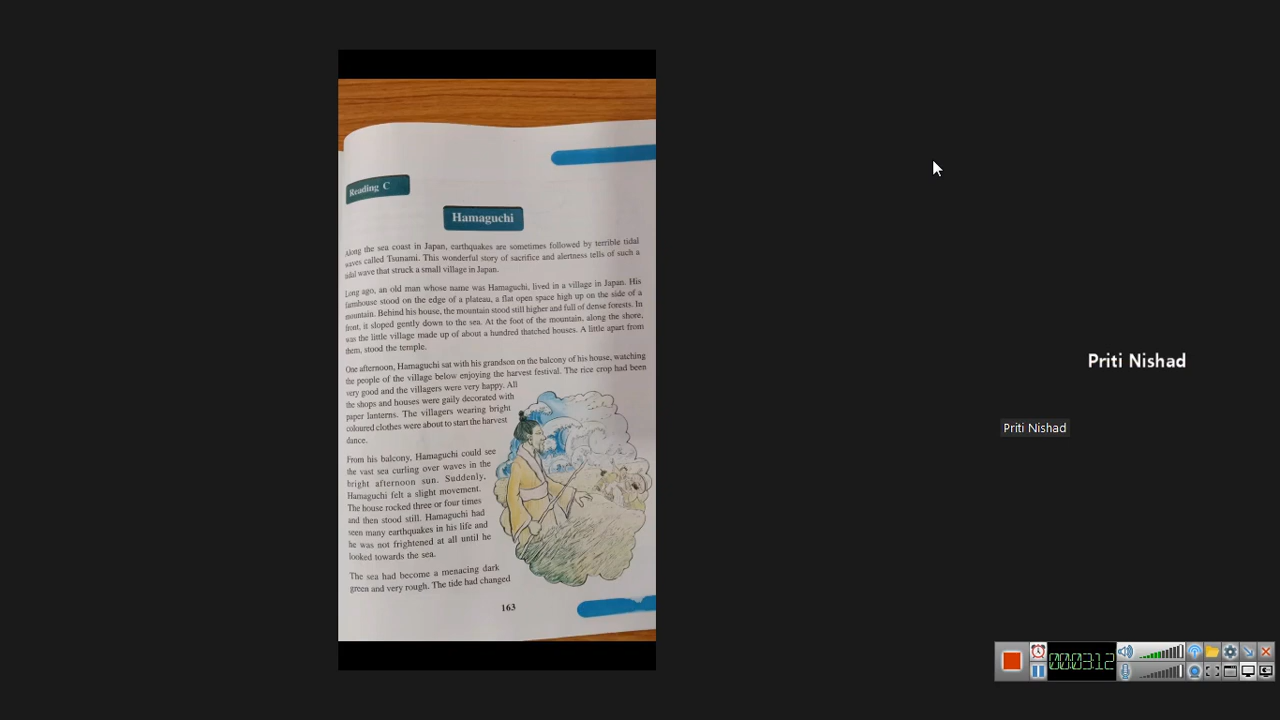 Reading C
Hamaguchi
Along the sea coast in Japan, earthquakes are sometimes followed by terrible tidal
waves called Tsunami. This wonderful story of sacrifice and alertness tells of such a
tidal wave that struck a small village in Japan.
Long ago, an old man whose name was Hamaguchi, lived in a village in Japan. His
farmhouse stood on the edge of a plateau, a flat open space high up on the side of a
mountain. Behind his house, the mountain stood still higher and full of dense forests. In
front, it sloped gently down to the sea. At the foot of the mountain, along the shore,
was the little village made up of about a hundred thatched houses. A little apart from
them, stood the temple.
One afternoon, Hamaguchi sat with his grandson on the balcony of his house, watching
the people of the village below enjoying the harvest festival. The rice crop had been
very good and the villagers were very happy. All
the shops and houses were gaily decorated with
paper lanterns. The villagers wearing bright
coloured clothes were about to start the harvest
dance.
From his balcony, Hamaguchi could see
the vast sea curling over waves in the
bright afternoon sun. Suddenly,
Hamaguchi felt a slight movement.
The house rocked three or four times
and then stood still. Hamaguchi had
seen many earthquakes in his life and
he was not frightened at all until he
looked towards the sea.
The sea had become a menacing dark
green and very rough. The tide had changed
163
Priti Nishad
Priti Nishad
00:03:12